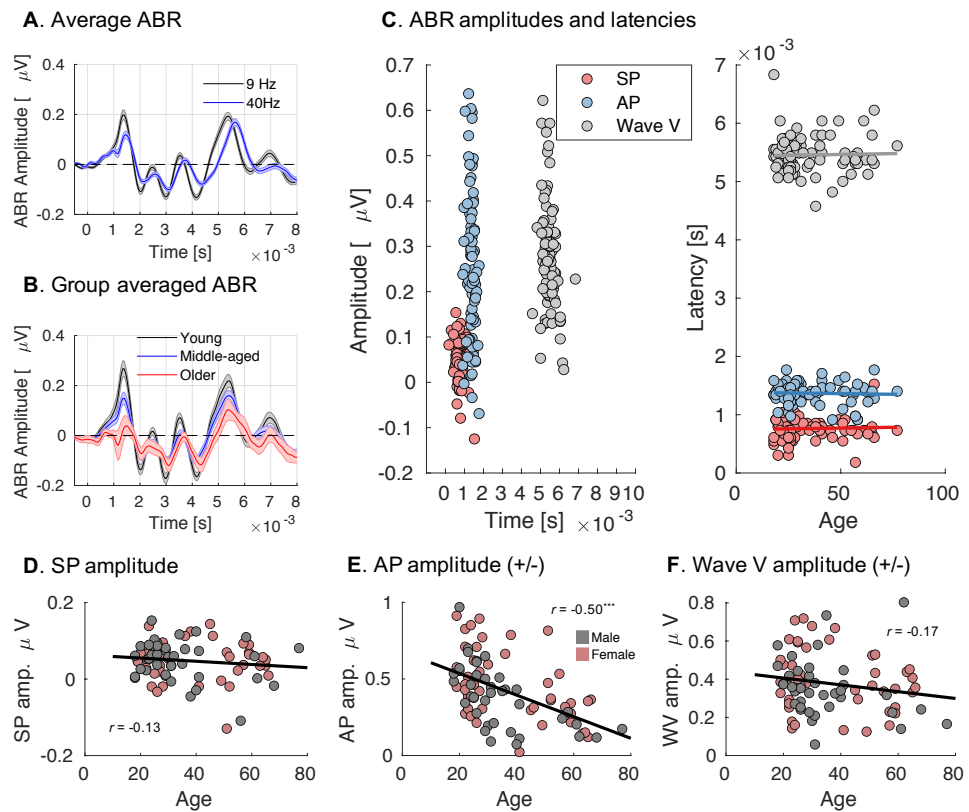 A. Average ABR
ABR Amplitude [ μV
0.4
0.2
0
-0.2
9 Hz
40Hz
0 1 2 3 4 5 6 7 8
Time [s] × 10⁻³
B. Group averaged ABR
ABR Amplitude [ μV
0.4
0.2
0
-0.2
Young
Middle-aged
Older
0 1 2 3 4 5 6 7 8
Time [s] × 10⁻³
C. ABR amplitudes and latencies
Amplitude [ μV]
0.7
0.6
0.5
0.4
0.3
0.2
0.1
0
-0.1
-0.2
SP
AP
Wave V
0 1 2 3 4 5 6 7 8 9 10
Time [s] × 10⁻³
× 10⁻³
Latency [s]
7
6
5
4
3
2
1
0
0 50 100
Age
D. SP amplitude
SP amp. μ V
0.2
0
-0.2
r = -0.13
0 20 40 60 80
Age
E. AP amplitude (+/-)
AP amp. μ V
1
0.5
0
r = -0.50***
Male
Female
0 20 40 60 80
Age
F. Wave V amplitude (+/-)
WV amp. μ V
0.8
0.6
0.4
0.2
0
r = -0.17
0 20 40 60 80
Age